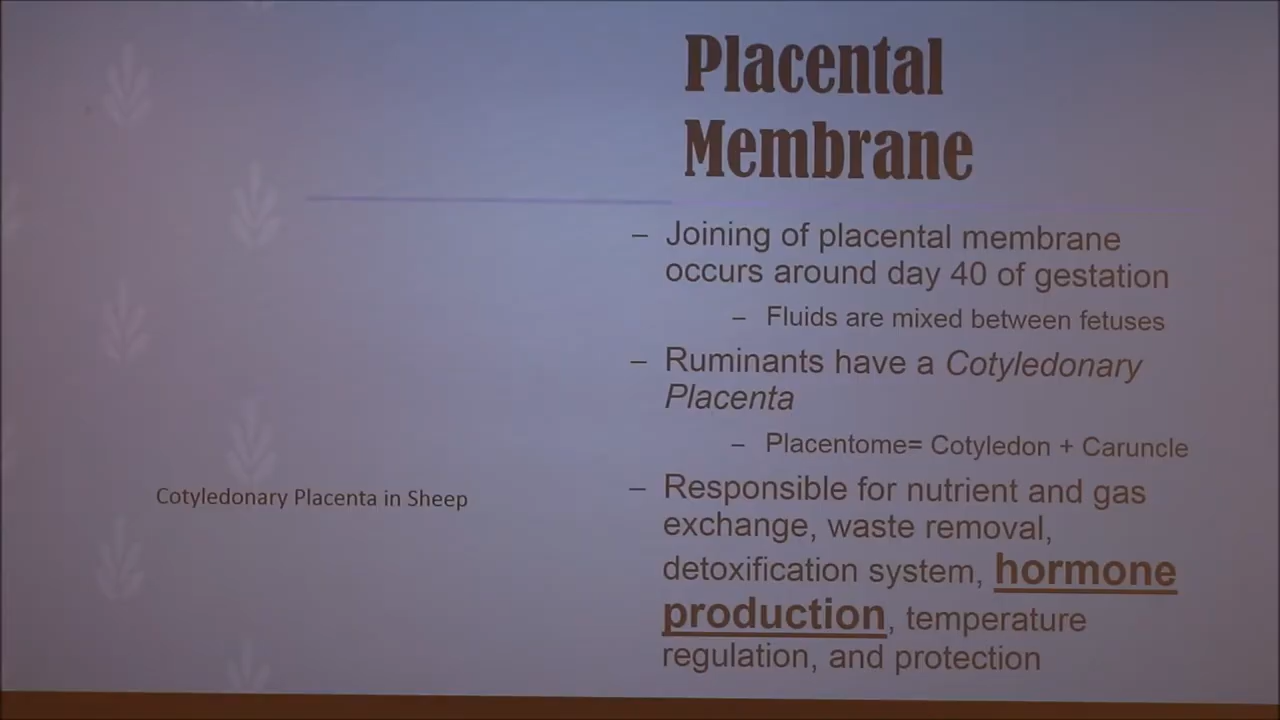 Placental
Membrane
– Joining of placental membrane
occurs around day 40 of gestation
– Fluids are mixed between fetuses
– Ruminants have a Cotyledonary
Placenta
– Placentome= Cotyledon + Caruncle
– Responsible for nutrient and gas
exchange, waste removal,
detoxification system, hormone
production, temperature
regulation, and protection
Cotyledonary Placenta in Sheep